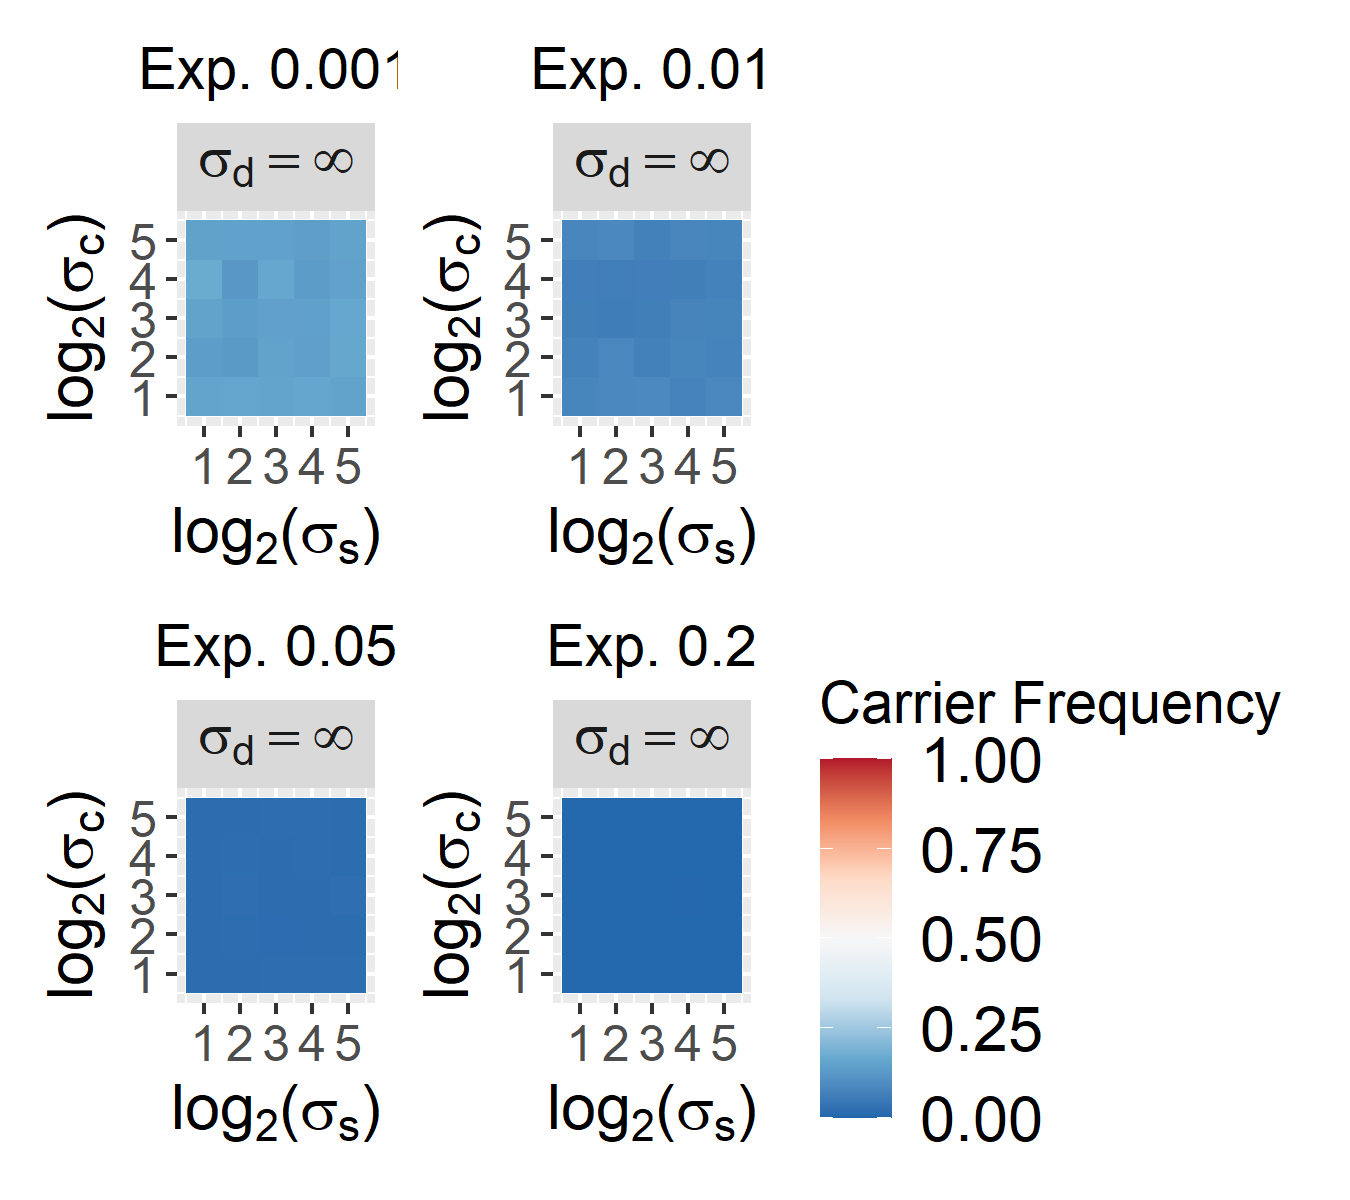 Exp. 0.001
σd = ∞
log2(σc)
5
4
3
2
1
1 2 3 4 5
log2(σs)
Exp. 0.01
σd = ∞
log2(σc)
5
4
3
2
1
1 2 3 4 5
log2(σs)
Exp. 0.05
σd = ∞
log2(σc)
5
4
3
2
1
1 2 3 4 5
log2(σs)
Exp. 0.2
σd = ∞
log2(σc)
5
4
3
2
1
1 2 3 4 5
log2(σs)
Carrier Frequency
1.00
0.75
0.50
0.25
0.00